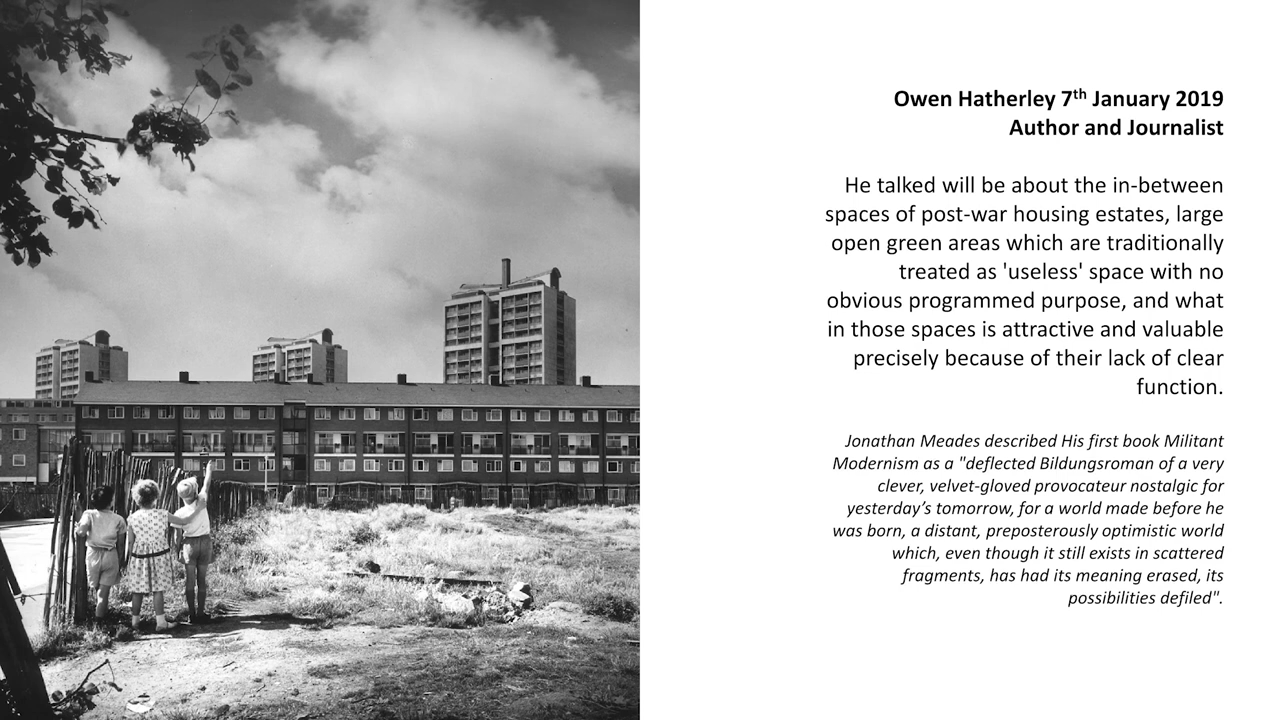 Owen Hatherley 7th January 2019
Author and Journalist
He talked will be about the in-between
spaces of post-war housing estates, large
open green areas which are traditionally
treated as 'useless' space with no
obvious programmed purpose, and what
in those spaces is attractive and valuable
precisely because of their lack of clear
function.
Jonathan Meades described His first book Militant
Modernism as a "deflected Bildungsroman of a very
clever, velvet-gloved provocateur nostalgic for
yesterday’s tomorrow, for a world made before he
was born, a distant, preposterously optimistic world
which, even though it still exists in scattered
fragments, has had its meaning erased, its
possibilities defiled".